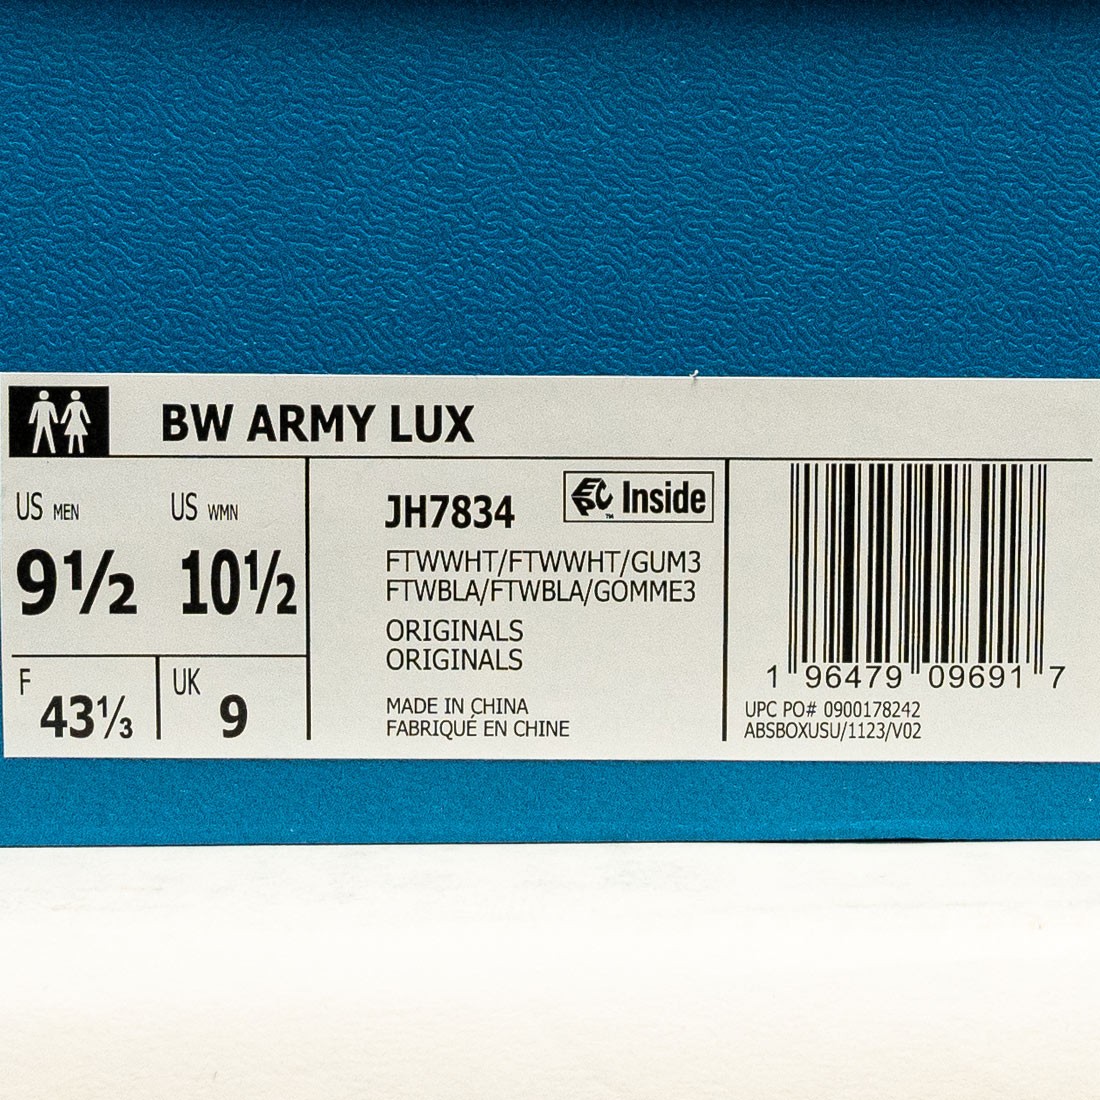 BW ARMY LUX
US MEN
US WMN
9½
10½
F
43⅓
UK
9
JH7834
EPC Inside
™
FTWWHT/FTWWHT/GUM3
FTWBLA/FTWBLA/GOMME3
ORIGINALS
ORIGINALS
MADE IN CHINA
FABRIQUÉ EN CHINE
1 96479 09691 7
UPC PO# 0900178242
ABSBOXUSU/1123/V02